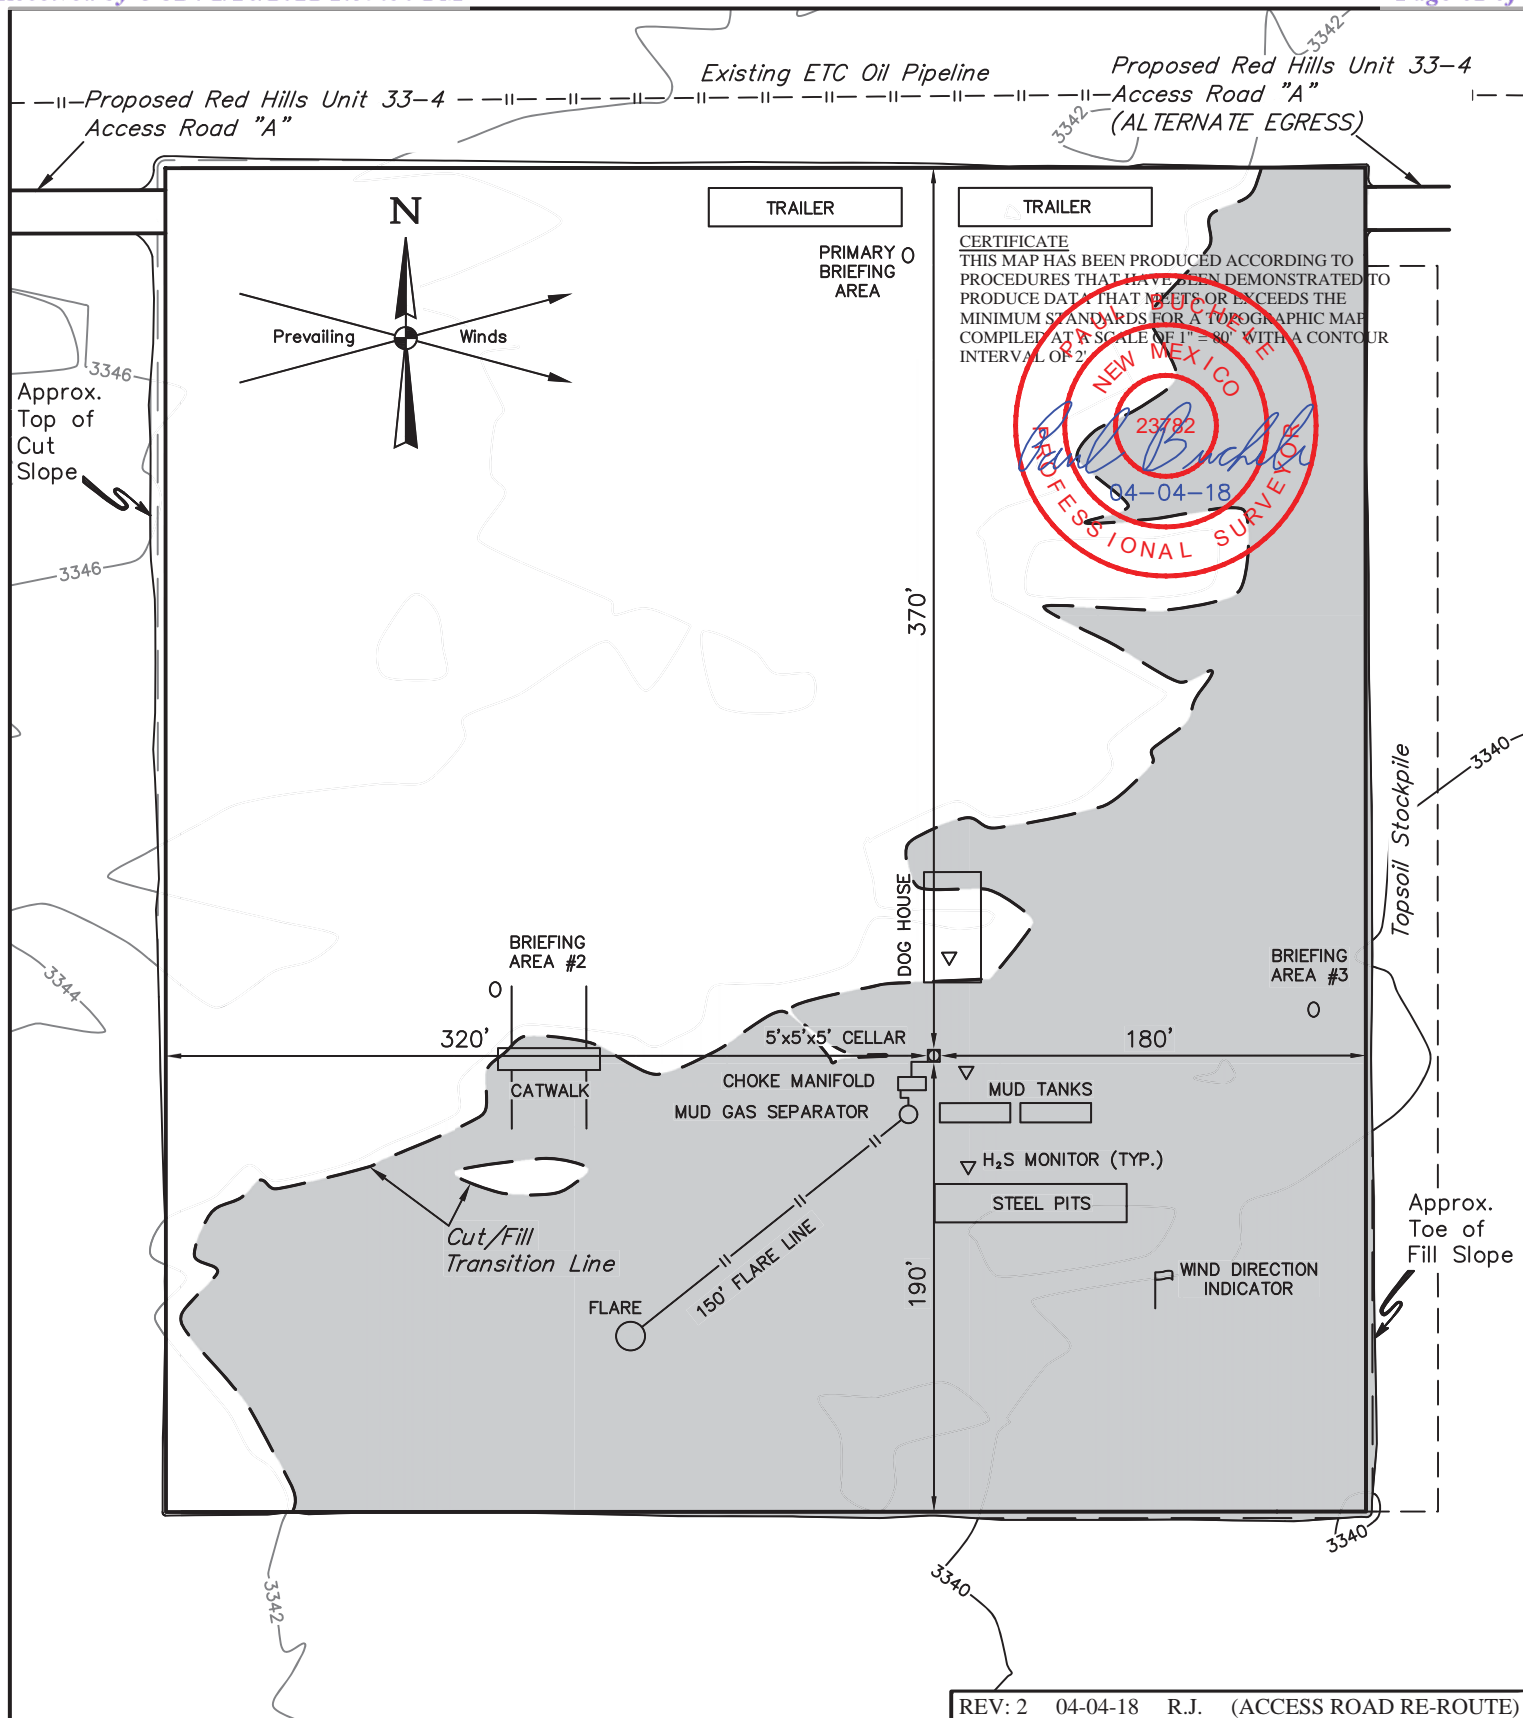 Existing ETC Oil Pipeline
Proposed Red Hills Unit 33-4
Access Road "A"
Proposed Red Hills Unit 33-4
Access Road "A"
(ALTERNATE EGRESS)
3342
3342
N
Prevailing
Winds
TRAILER
TRAILER
PRIMARY
BRIEFING
AREA
CERTIFICATE
THIS MAP HAS BEEN PRODUCED ACCORDING TO
PROCEDURES THAT HAVE BEEN DEMONSTRATED TO
PRODUCE DATA THAT MEETS OR EXCEEDS THE
MINIMUM STANDARDS FOR A TOPOGRAPHIC MAP
COMPILED AT A SCALE OF 1" = 80' WITH A CONTOUR
INTERVAL OF 2'
PAUL BUCHELE
NEW MEXICO
23782
Paul Buchele
04-04-18
PROFESSIONAL SURVEYOR
3346
Approx.
Top of
Cut
Slope
3346
370'
3340
Topsoil Stockpile
DOG HOUSE
BRIEFING
AREA #2
BRIEFING
AREA #3
3344
320'
5'x5'x5' CELLAR
180'
CATWALK
CHOKE MANIFOLD
MUD TANKS
MUD GAS SEPARATOR
H₂S MONITOR (TYP.)
STEEL PITS
Cut/Fill
Transition Line
Approx.
Toe of
Fill Slope
190'
150' FLARE LINE
WIND DIRECTION
INDICATOR
FLARE
3340
3340
3342
REV: 2 04-04-18 R.J. (ACCESS ROAD RE-ROUTE)